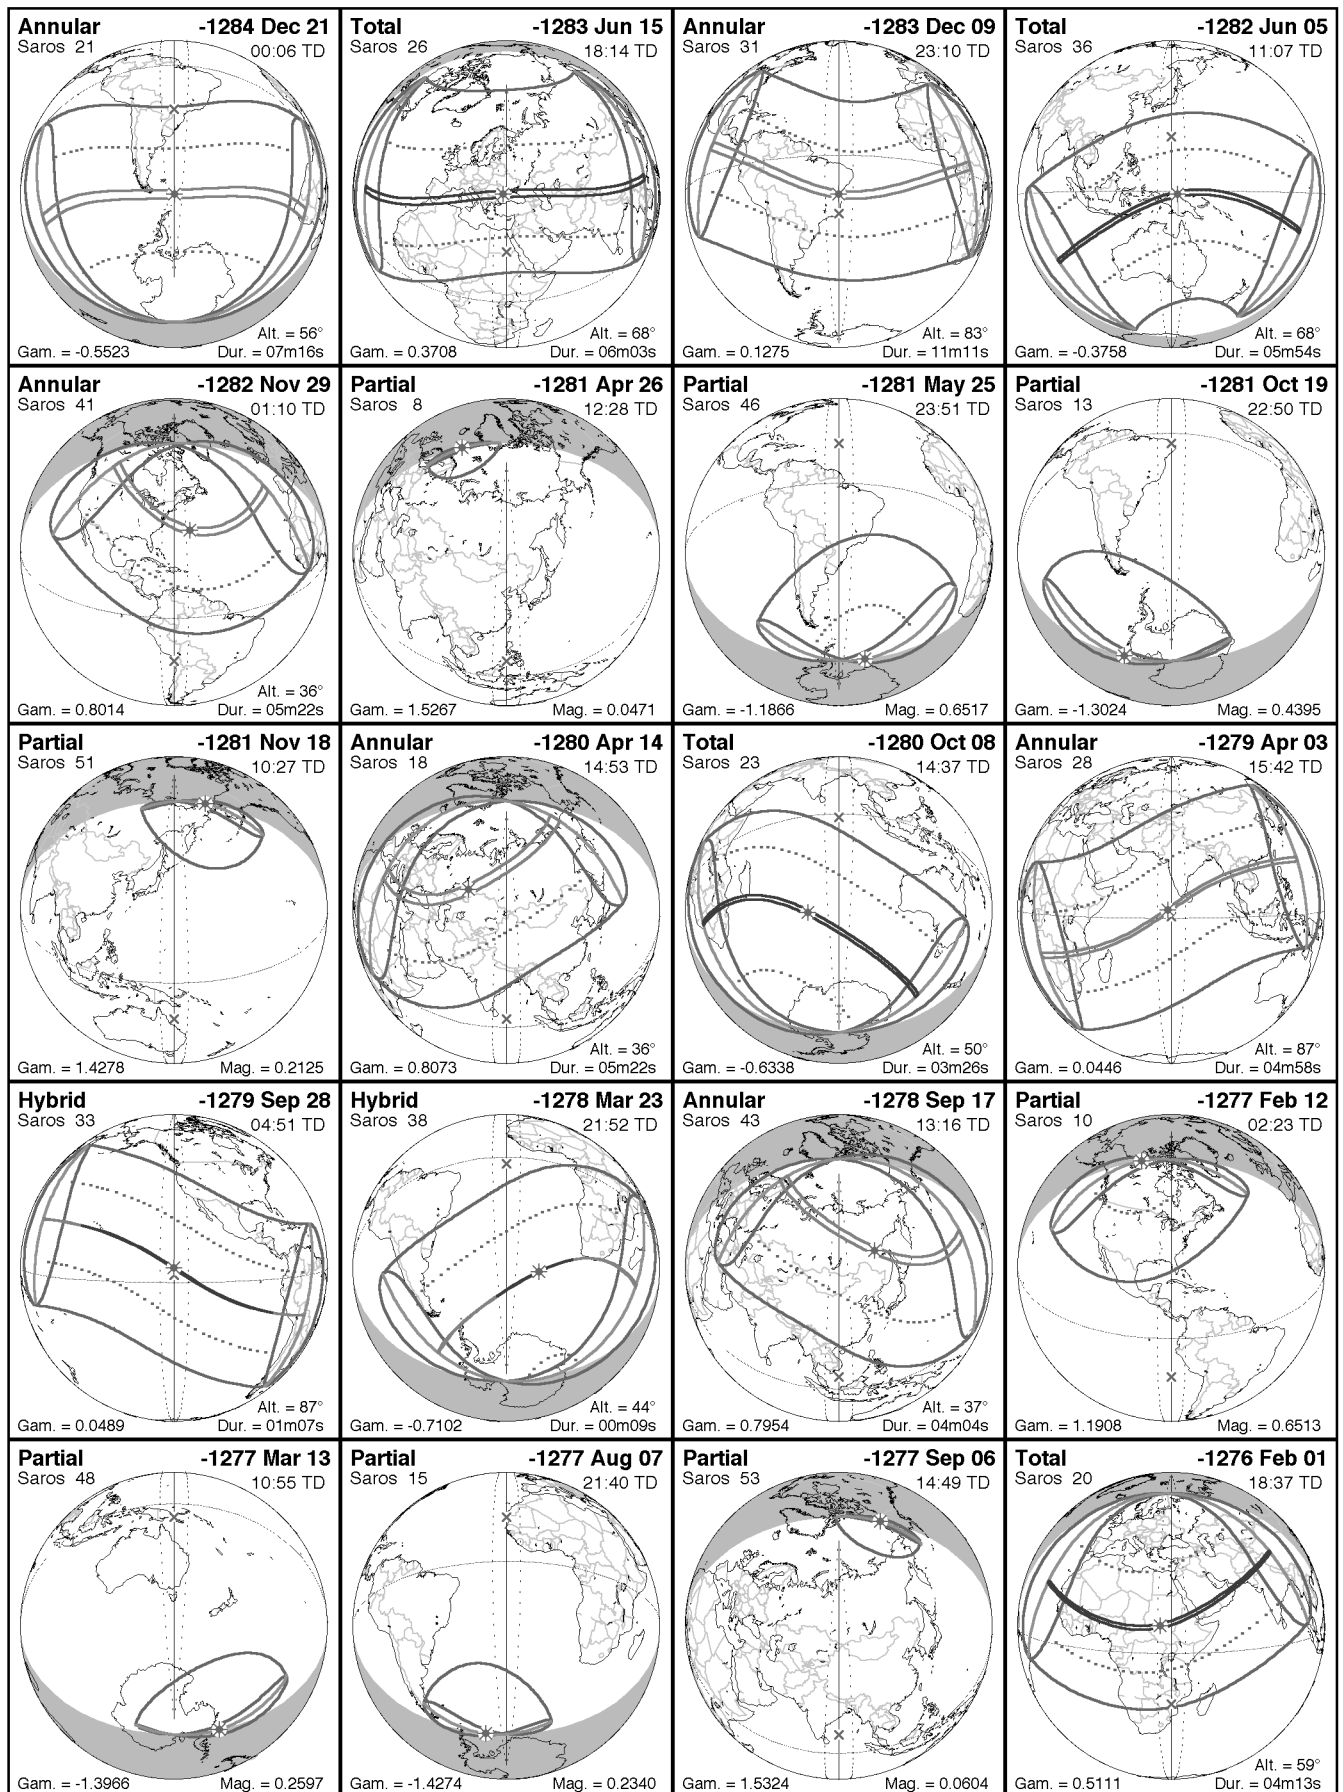 Annular -1284 Dec 21
Saros 21 00:06 TD
Alt. = 56°
Gam. = -0.5523 Dur. = 07m16s
Total -1283 Jun 15
Saros 26 18:14 TD
Alt. = 68°
Gam. = 0.3708 Dur. = 06m03s
Annular -1283 Dec 09
Saros 31 23:10 TD
Alt. = 83°
Gam. = 0.1275 Dur. = 11m11s
Total -1282 Jun 05
Saros 36 11:07 TD
Alt. = 68°
Gam. = -0.3758 Dur. = 05m54s
Annular -1282 Nov 29
Saros 41 01:10 TD
Alt. = 36°
Gam. = 0.8014 Dur. = 05m22s
Partial -1281 Apr 26
Saros 8 12:28 TD
Gam. = 1.5267 Mag. = 0.0471
Partial -1281 May 25
Saros 46 23:51 TD
Gam. = -1.1866 Mag. = 0.6517
Partial -1281 Oct 19
Saros 13 22:50 TD
Gam. = -1.3024 Mag. = 0.4395
Partial -1281 Nov 18
Saros 51 10:27 TD
Gam. = 1.4278 Mag. = 0.2125
Annular -1280 Apr 14
Saros 18 14:53 TD
Alt. = 36°
Gam. = 0.8073 Dur. = 05m22s
Total -1280 Oct 08
Saros 23 14:37 TD
Alt. = 50°
Gam. = -0.6338 Dur. = 03m26s
Annular -1279 Apr 03
Saros 28 15:42 TD
Alt. = 87°
Gam. = 0.0446 Dur. = 04m58s
Hybrid -1279 Sep 28
Saros 33 04:51 TD
Alt. = 87°
Gam. = 0.0489 Dur. = 01m07s
Hybrid -1278 Mar 23
Saros 38 21:52 TD
Alt. = 44°
Gam. = -0.7102 Dur. = 00m09s
Annular -1278 Sep 17
Saros 43 13:16 TD
Alt. = 37°
Gam. = 0.7954 Dur. = 04m04s
Partial -1277 Feb 12
Saros 10 02:23 TD
Gam. = 1.1908 Mag. = 0.6513
Partial -1277 Mar 13
Saros 48 10:55 TD
Gam. = -1.3966 Mag. = 0.2597
Partial -1277 Aug 07
Saros 15 21:40 TD
Gam. = -1.4274 Mag. = 0.2340
Partial -1277 Sep 06
Saros 53 14:49 TD
Gam. = 1.5324 Mag. = 0.0604
Total -1276 Feb 01
Saros 20 18:37 TD
Alt. = 59°
Gam. = 0.5111 Dur. = 04m13s